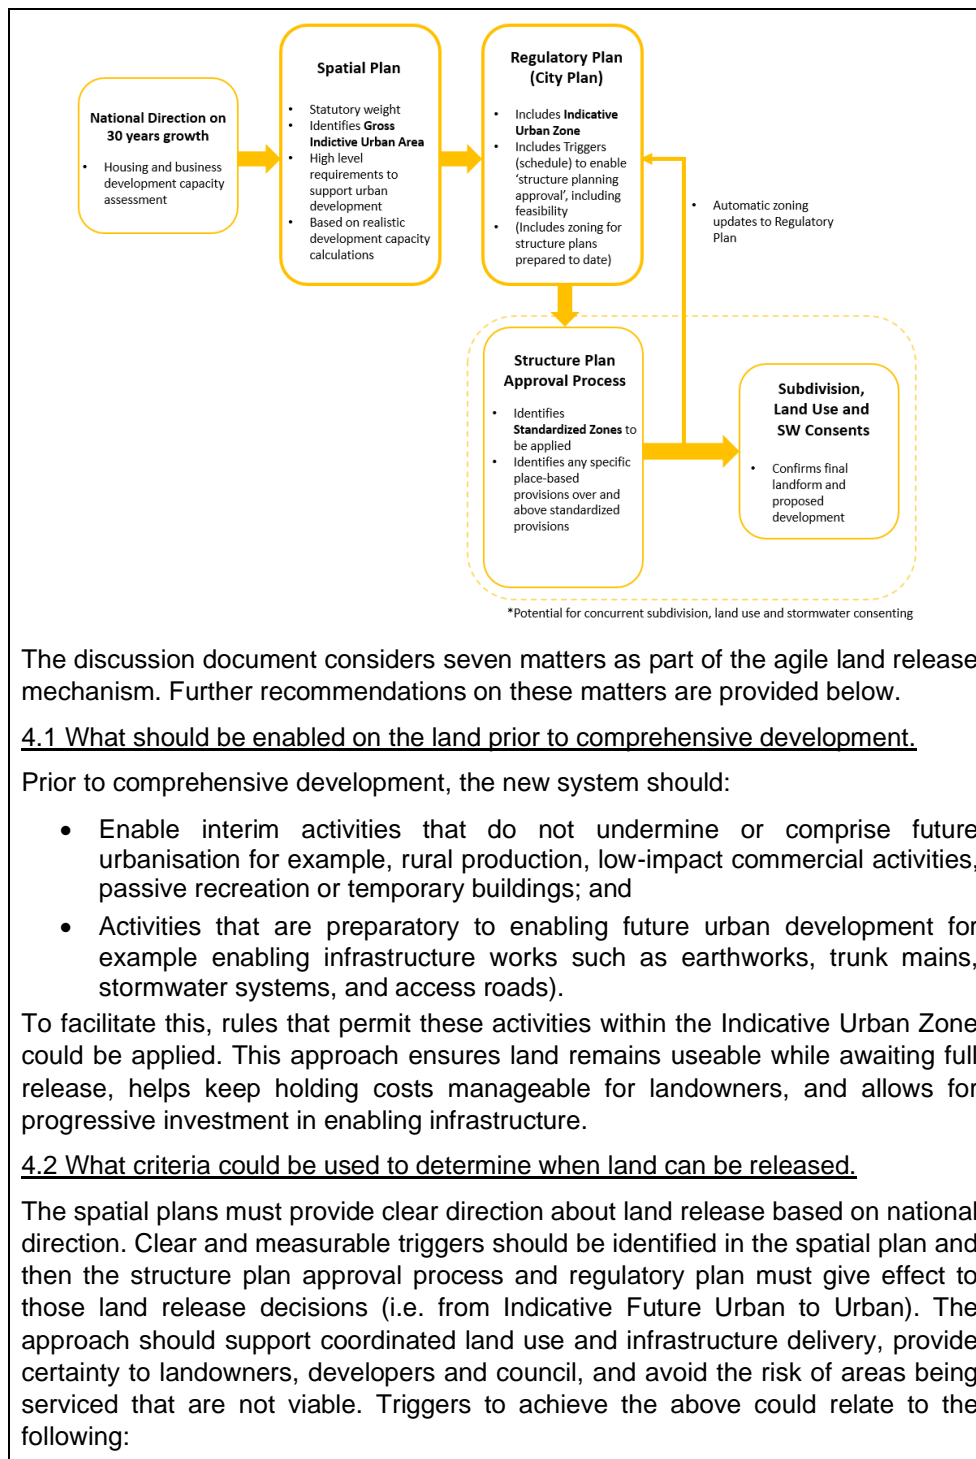 National Direction on
30 years growth
• Housing and business
development capacity
assessment
Spatial Plan
• Statutory weight
• Identifies Gross
Indictive Urban Area
• High level
requirements to
support urban
development
• Based on realistic
development capacity
calculations
Regulatory Plan
(City Plan)
• Includes Indicative
Urban Zone
• Includes Triggers
(schedule) to enable
‘structure planning
approval’, including
feasibility
• (Includes zoning for
structure plans
prepared to date)
• Automatic zoning
updates to Regulatory
Plan
Structure Plan
Approval Process
• Identifies
Standardized Zones to
be applied
• Identifies any specific
place-based
provisions over and
above standardized
provisions
Subdivision,
Land Use and
SW Consents
• Confirms final
landform and
proposed
development
*Potential for concurrent subdivision, land use and stormwater consenting
The discussion document considers seven matters as part of the agile land release
mechanism. Further recommendations on these matters are provided below.
4.1 What should be enabled on the land prior to comprehensive development.
Prior to comprehensive development, the new system should:
• Enable interim activities that do not undermine or comprise future
urbanisation for example, rural production, low-impact commercial activities,
passive recreation or temporary buildings; and
• Activities that are preparatory to enabling future urban development for
example enabling infrastructure works such as earthworks, trunk mains,
stormwater systems, and access roads).
To facilitate this, rules that permit these activities within the Indicative Urban Zone
could be applied. This approach ensures land remains useable while awaiting full
release, helps keep holding costs manageable for landowners, and allows for
progressive investment in enabling infrastructure.
4.2 What criteria could be used to determine when land can be released.
The spatial plans must provide clear direction about land release based on national
direction. Clear and measurable triggers should be identified in the spatial plan and
then the structure plan approval process and regulatory plan must give effect to
those land release decisions (i.e. from Indicative Future Urban to Urban). The
approach should support coordinated land use and infrastructure delivery, provide
certainty to landowners, developers and council, and avoid the risk of areas being
serviced that are not viable. Triggers to achieve the above could relate to the
following: